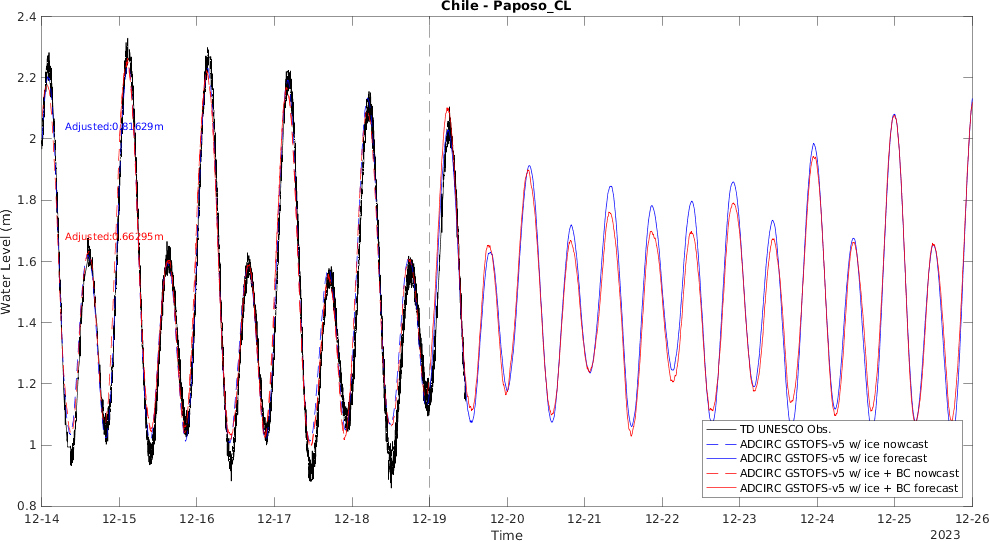 Chile - Paposo_CL
2.4
2.2
2
1.8
1.6
1.4
1.2
1
0.8
Water Level (m)
Adjusted:0.81629m
Adjusted:0.66295m
TD UNESCO Obs.
ADCIRC GSTOFS-v5 w/ ice nowcast
ADCIRC GSTOFS-v5 w/ ice forecast
ADCIRC GSTOFS-v5 w/ ice + BC nowcast
ADCIRC GSTOFS-v5 w/ ice + BC forecast
12-14 12-15 12-16 12-17 12-18 12-19 12-20 12-21 12-22 12-23 12-24 12-25 12-26
Time
2023